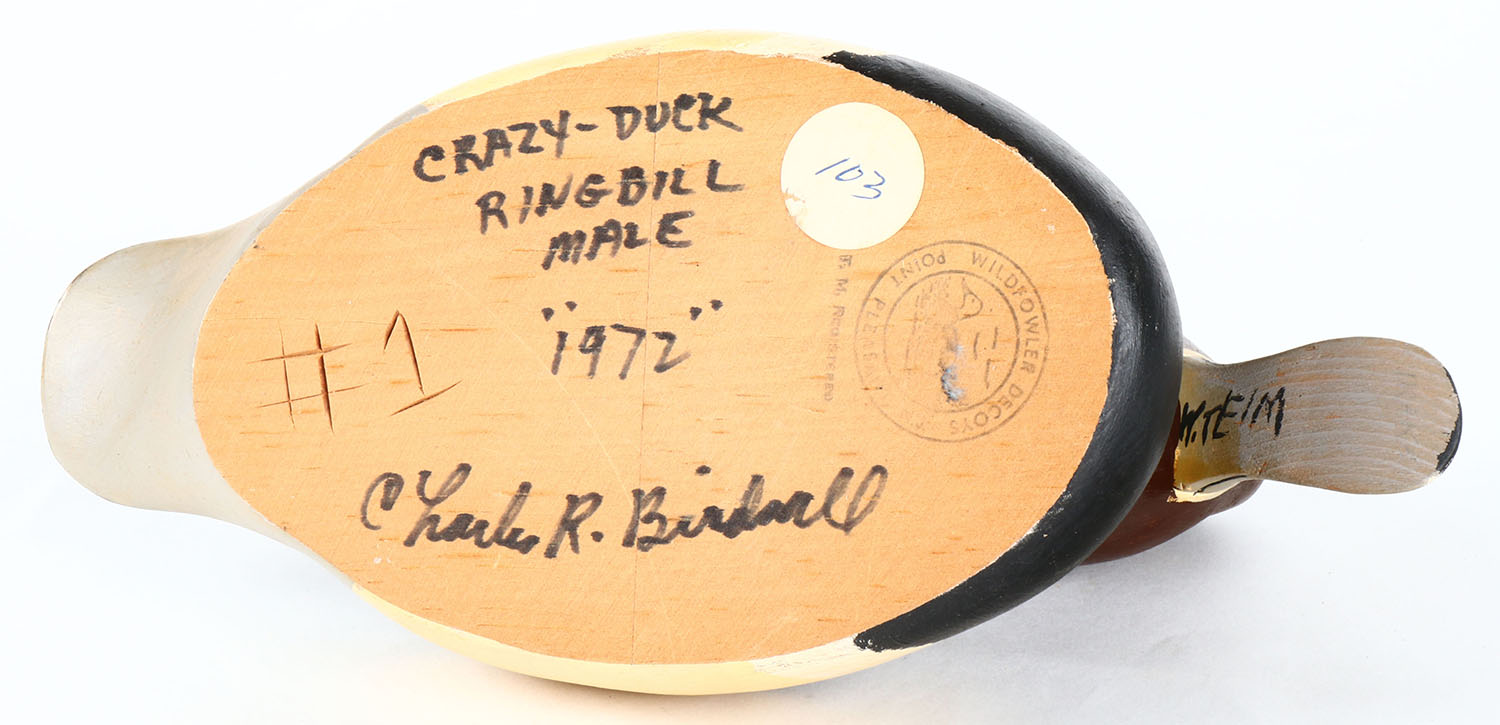 CRAZY-DUCK
RINGBILL
MALE
"1972"
#1
Charles R. Birdsall
103
WILDFOWLER DECOYS
POINT PLEASANT
REGISTERED
W.TEIM